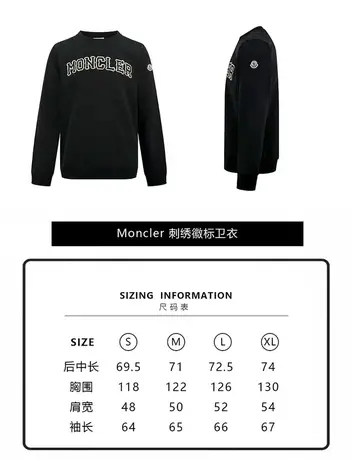 MONCLER
Moncler 刺绣徽标卫衣
SIZING INFORMATION
尺码表
SIZE S M L XL
后中长 69.5 71 72.5 74
胸围 118 122 126 130
肩宽 48 50 52 54
袖长 64 65 66 67